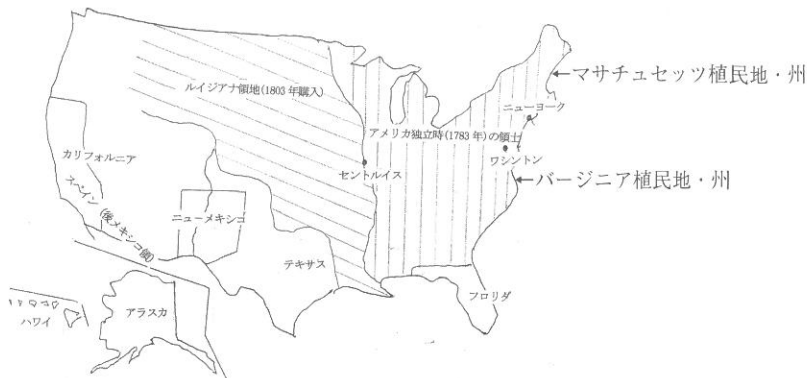 ルイジアナ領地(1803年購入)
←マサチュセッツ植民地・州
ニューヨーク
アメリカ独立時(1783年)の領土
カリフォルニア
ワシントン
セントルイス
←バージニア植民地・州
スペイン(後メキシコ領)
ニューメキシコ
テキサス
フロリダ
アラスカ
ハワイ